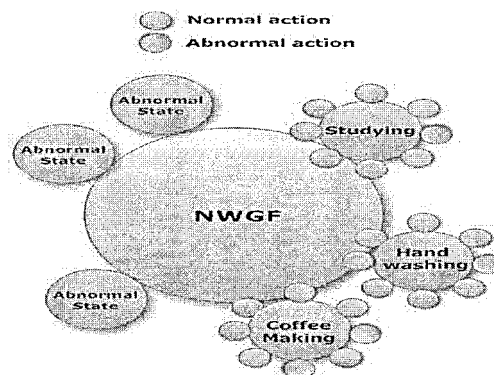 Normal action
Abnormal action
Abnormal
State
Studying
Abnormal
State
NWGF
Hand
washing
Abnormal
State
Coffee
Making